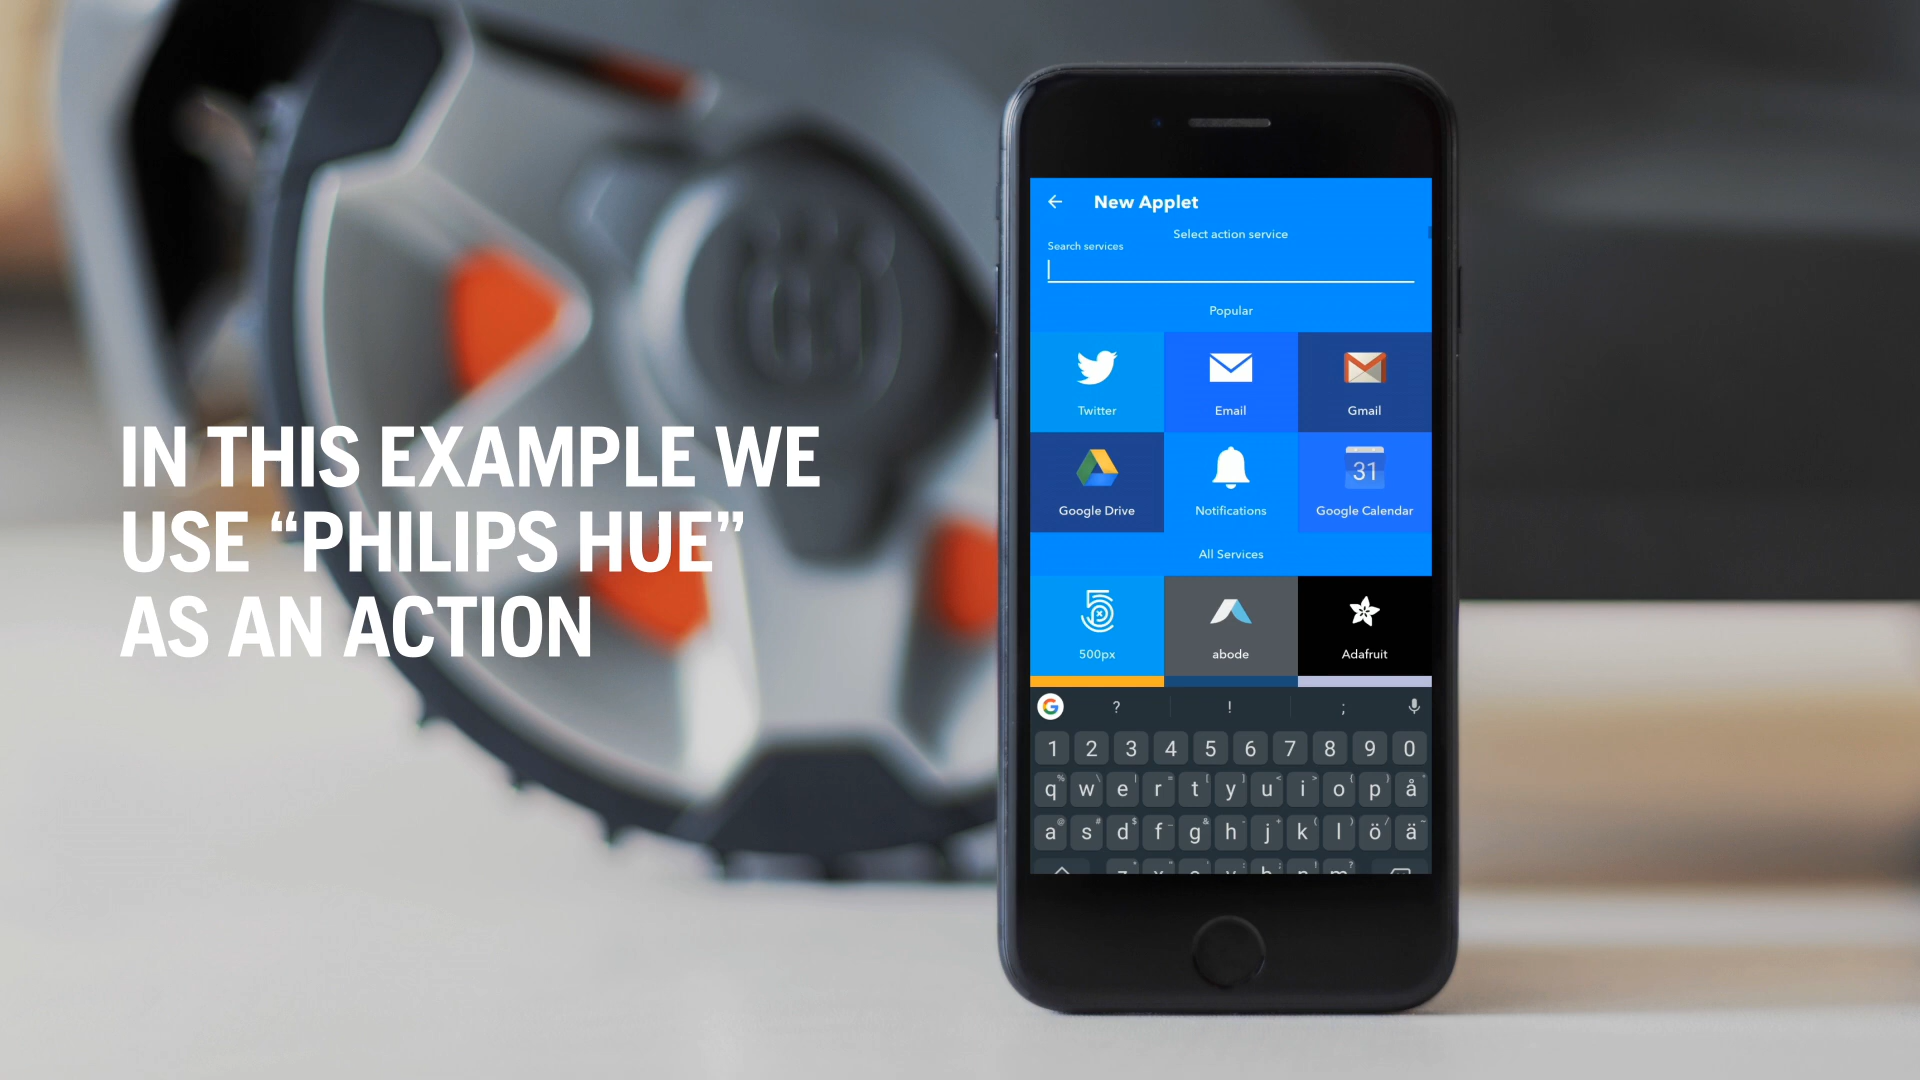 IN THIS EXAMPLE WE
USE “PHILIPS HUE”
AS AN ACTION
New Applet
Select action service
Search services
Popular
Twitter
Email
Gmail
31
Google Drive
Notifications
Google Calendar
All Services
500px
abode
Adafruit
G ? ! ;
1 2 3 4 5 6 7 8 9 0
q w e r t y u i o p å
a s d f g h j k l ö ä
z x c v b n m